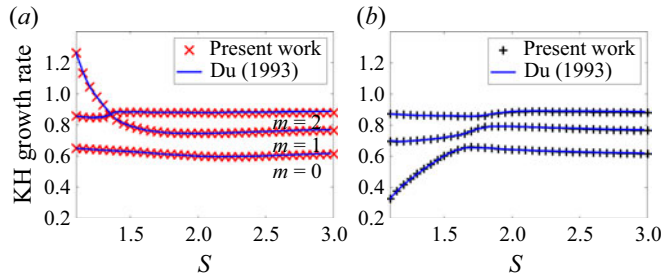 (a)
KH growth rate
1.2
1.0
0.8
0.6
0.4
0.2
Present work
Du (1993)
m = 2
m = 1
m = 0
1.5
2.0
2.5
3.0
S
(b)
1.2
1.0
0.8
0.6
0.4
0.2
Present work
Du (1993)
1.5
2.0
2.5
3.0
S